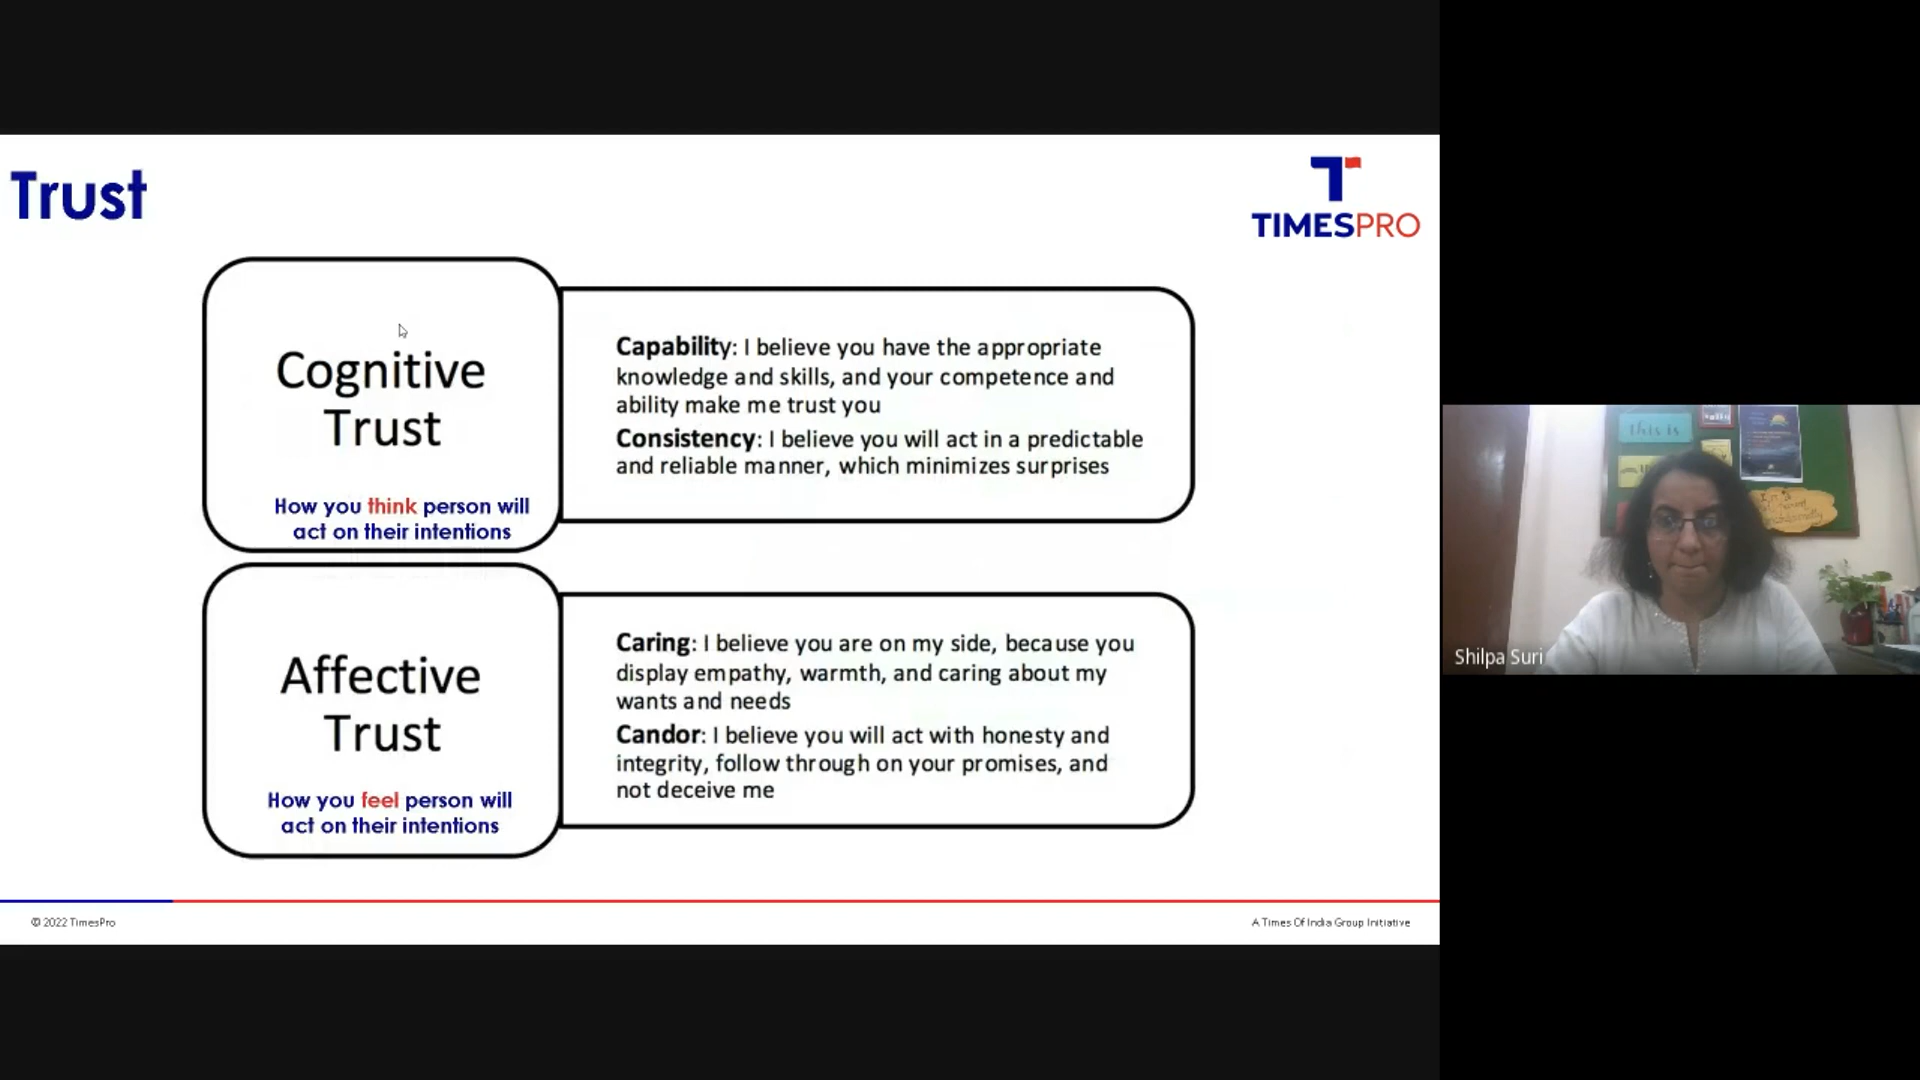 Trust
TIMESPRO
Cognitive
Trust
How you think person will
act on their intentions
Capability: I believe you have the appropriate
knowledge and skills, and your competence and
ability make me trust you
Consistency: I believe you will act in a predictable
and reliable manner, which minimizes surprises
Affective
Trust
How you feel person will
act on their intentions
Caring: I believe you are on my side, because you
display empathy, warmth, and caring about my
wants and needs
Candor: I believe you will act with honesty and
integrity, follow through on your promises, and
not deceive me
© 2022 TimesPro
A Times Of India Group Initiative
this is
Shilpa Suri